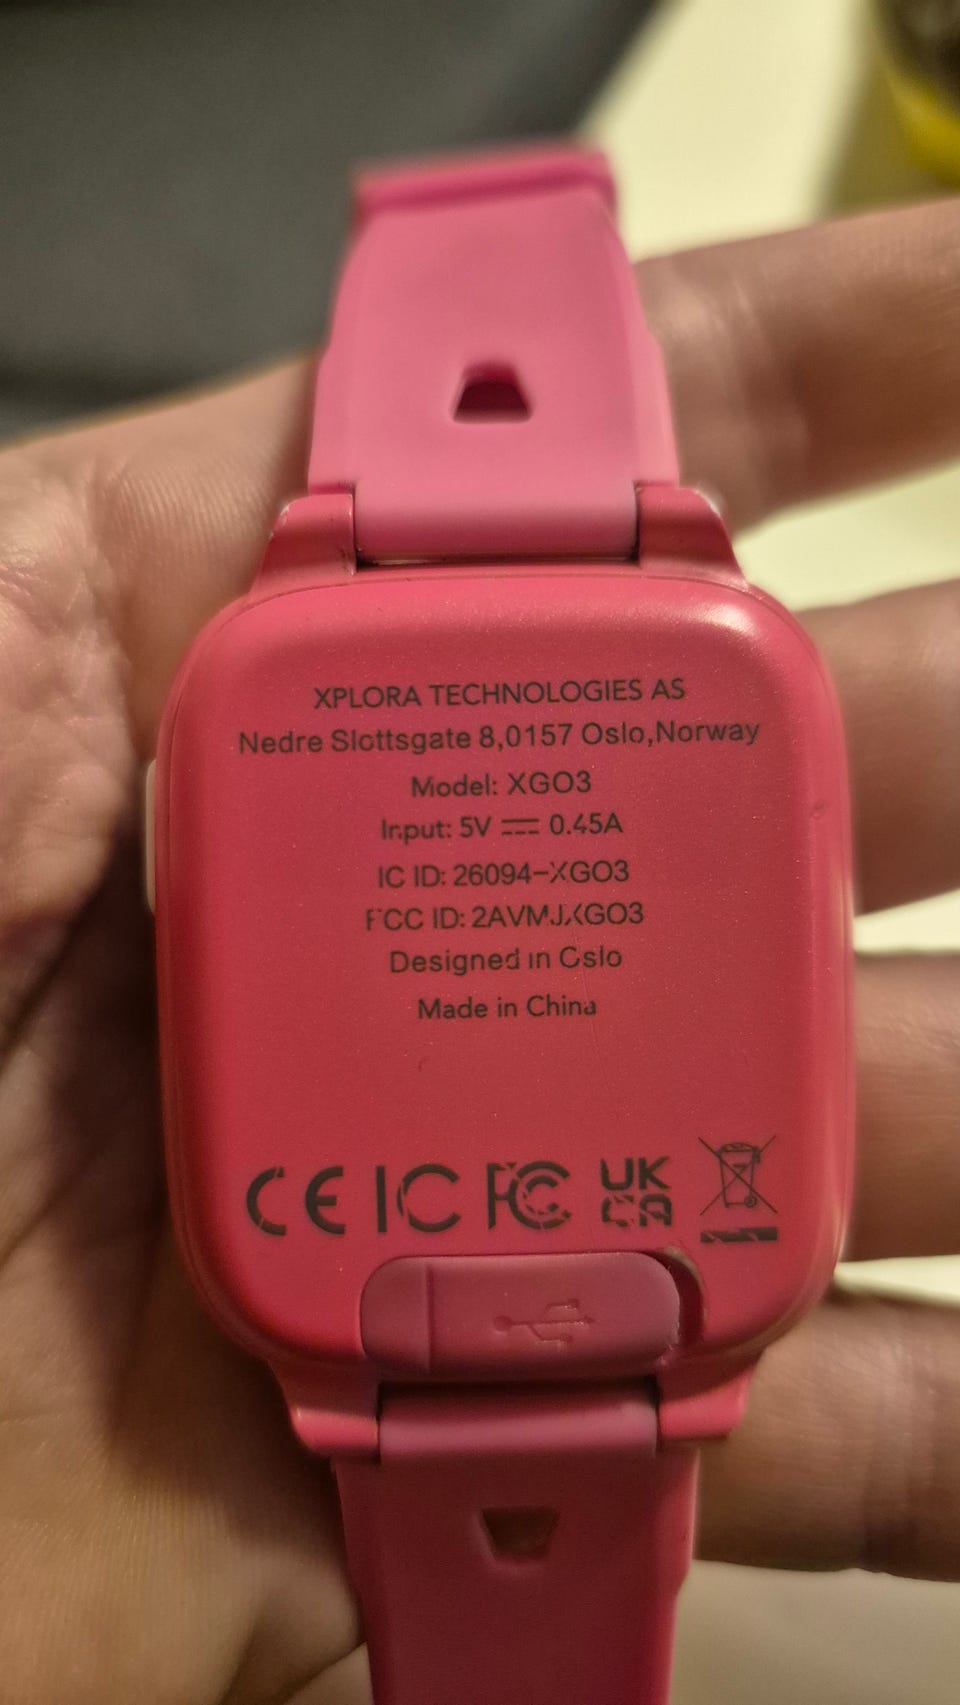 XPLORA TECHNOLOGIES AS
Nedre Slottsgate 8,0157 Oslo,Norway
Model: XGO3
Input: 5V ⎓ 0.45A
IC ID: 26094-XGO3
FCC ID: 2AVMJXGO3
Designed in Oslo
Made in China
CE IC FC UK
CA